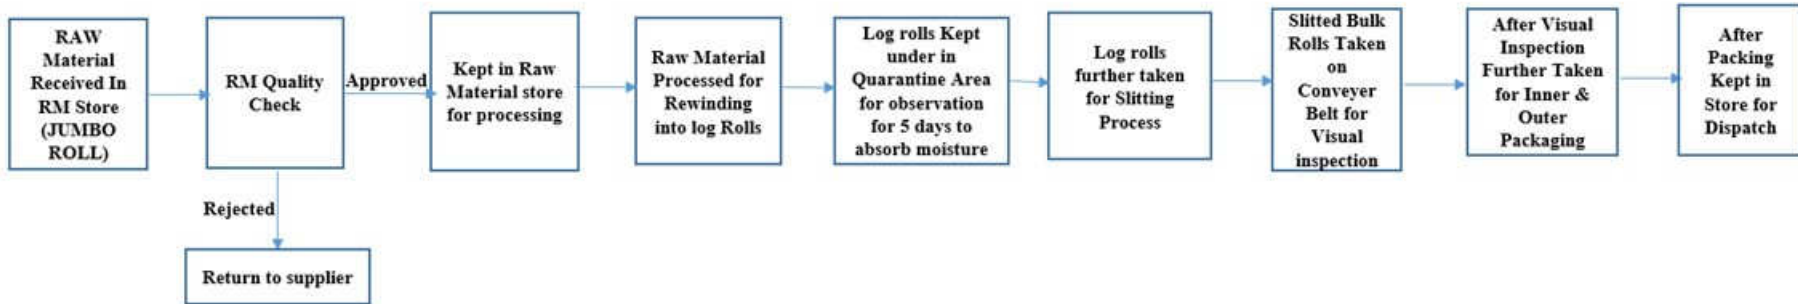 RAW
Material
Received In
RM Store
(JUMBO
ROLL)
RM Quality
Check
Approved
Rejected
Return to supplier
Kept in Raw
Material store
for processing
Raw Material
Processed for
Rewinding
into log Rolls
Log rolls Kept
under in
Quarantine Area
for observation
for 5 days to
absorb moisture
Log rolls
further taken
for Slitting
Process
Slitted Bulk
Rolls Taken
on
Conveyer
Belt for
Visual
inspection
After Visual
Inspection
Further Taken
for Inner &
Outer
Packaging
After
Packing
Kept in
Store for
Dispatch